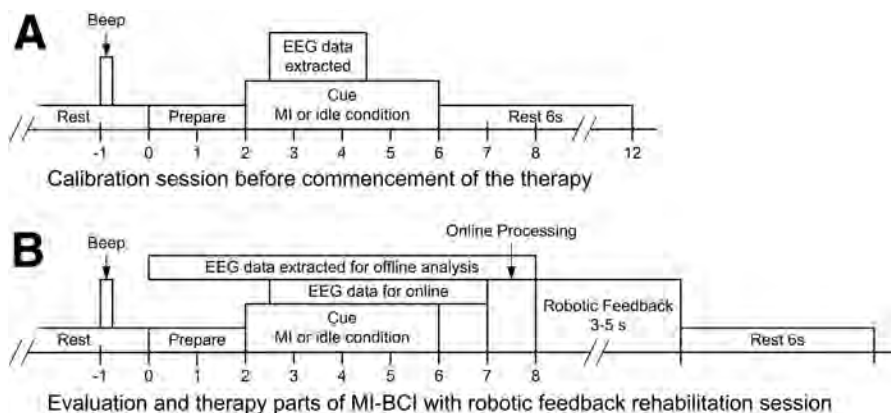 A
Beep
EEG data
extracted
Cue
MI or idle condition
Rest
Prepare
Rest 6s
-1 0 1 2 3 4 5 6 7 8 12
Calibration session before commencement of the therapy
B
Beep
Online Processing
EEG data extracted for offline analysis
EEG data for online
Cue
MI or idle condition
Robotic Feedback
3-5 s
Rest
Prepare
Rest 6s
-1 0 1 2 3 4 5 6 7 8
Evaluation and therapy parts of MI-BCI with robotic feedback rehabilitation session